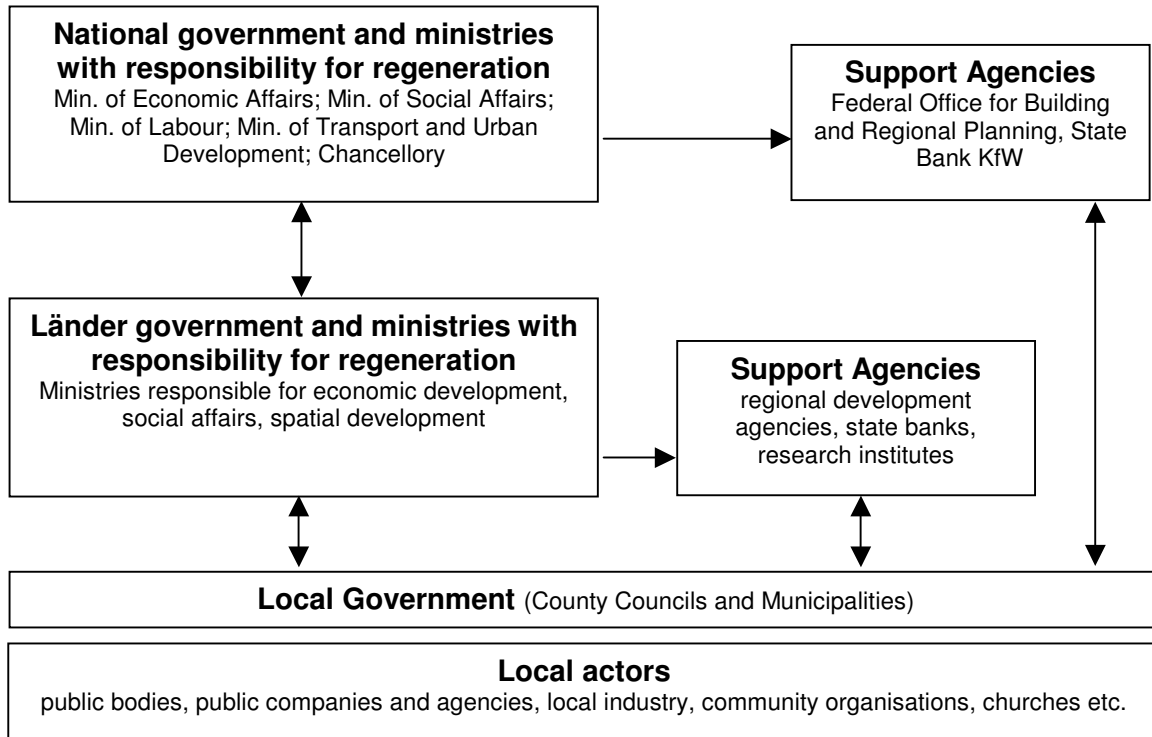 National government and ministries
with responsibility for regeneration
Min. of Economic Affairs; Min. of Social Affairs;
Min. of Labour; Min. of Transport and Urban
Development; Chancellory
Support Agencies
Federal Office for Building
and Regional Planning, State
Bank KfW
Länder government and ministries with
responsibility for regeneration
Ministries responsible for economic development,
social affairs, spatial development
Support Agencies
regional development
agencies, state banks,
research institutes
Local Government (County Councils and Municipalities)
Local actors
public bodies, public companies and agencies, local industry, community organisations, churches etc.